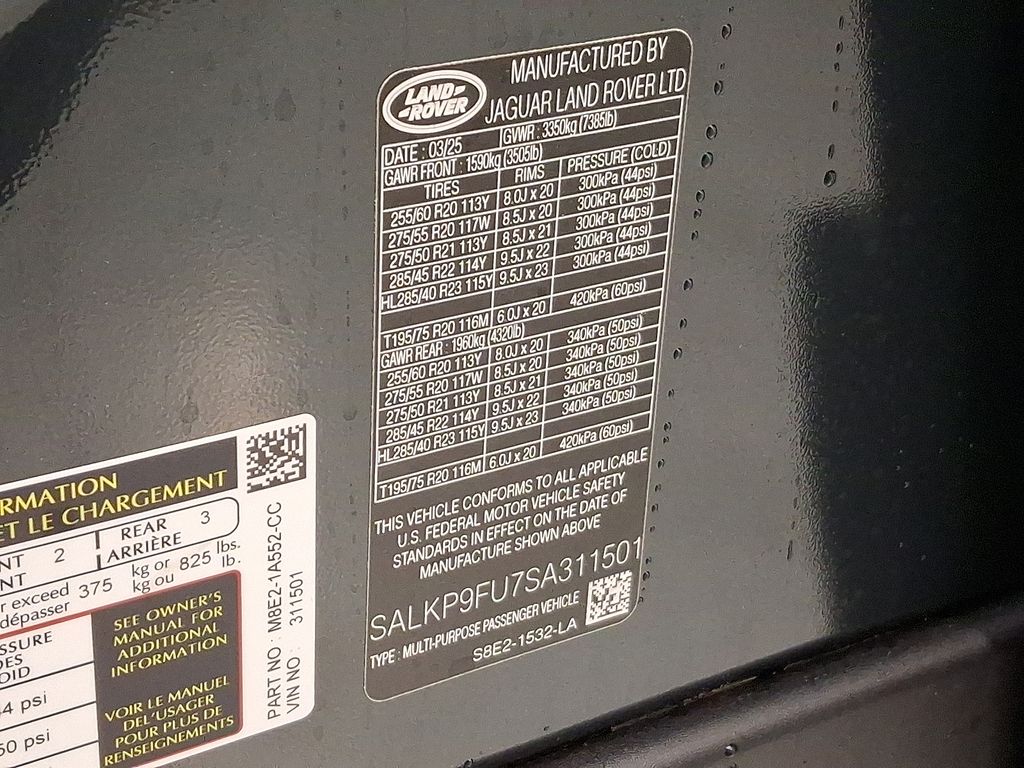 LAND-
-ROVER
MANUFACTURED BY
JAGUAR LAND ROVER LTD
DATE : 03/25 GVWR : 3350kg (7385lb)
GAWR FRONT : 1590kg (3505lb)
TIRES RIMS PRESSURE (COLD)
255/60 R20 113Y 8.0J x 20 300kPa (44psi)
275/55 R20 117W 8.5J x 20 300kPa (44psi)
275/50 R21 113Y 8.5J x 21 300kPa (44psi)
285/45 R22 114Y 9.5J x 22 300kPa (44psi)
HL285/40 R23 115Y 9.5J x 23 300kPa (44psi)
T195/75 R20 116M 6.0J x 20 420kPa (60psi)
GAWR REAR : 1960kg (4320lb)
255/60 R20 113Y 8.0J x 20 340kPa (50psi)
275/55 R20 117W 8.5J x 20 340kPa (50psi)
275/50 R21 113Y 8.5J x 21 340kPa (50psi)
285/45 R22 114Y 9.5J x 22 340kPa (50psi)
HL285/40 R23 115Y 9.5J x 23 340kPa (50psi)
T195/75 R20 116M 6.0J x 20 420kPa (60psi)
THIS VEHICLE CONFORMS TO ALL APPLICABLE
U.S. FEDERAL MOTOR VEHICLE SAFETY
STANDARDS IN EFFECT ON THE DATE OF
MANUFACTURE SHOWN ABOVE
SALKP9FU7SA311501
TYPE : MULTI-PURPOSE PASSENGER VEHICLE
S8E2-1532-LA
RMATION
ET LE CHARGEMENT
NT 2 REAR 3
NT ARRIÈRE
r exceed 375 kg or 825 lbs.
dépasser kg ou lb.
SSURE
DES
OID
4 psi
50 psi
SEE OWNER'S
MANUAL FOR
ADDITIONAL
INFORMATION
VOIR LE MANUEL
DEL'USAGER
POUR PLUS DE
RENSEIGNEMENTS
PART NO : M8E2-1A552-CC
VIN NO : 311501